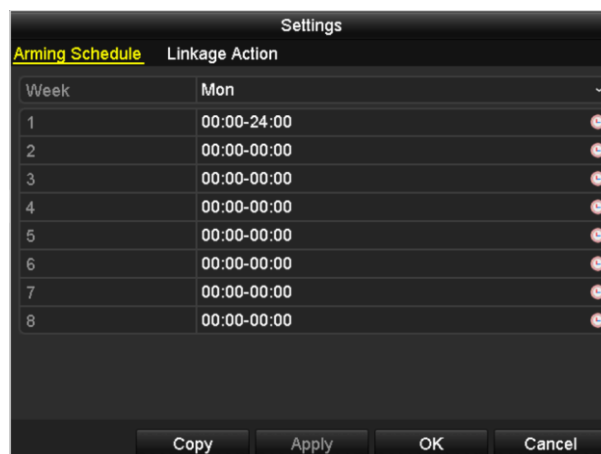 Settings
Arming Schedule Linkage Action
Week Mon
1 00:00-24:00
2 00:00-00:00
3 00:00-00:00
4 00:00-00:00
5 00:00-00:00
6 00:00-00:00
7 00:00-00:00
8 00:00-00:00
Copy Apply OK Cancel